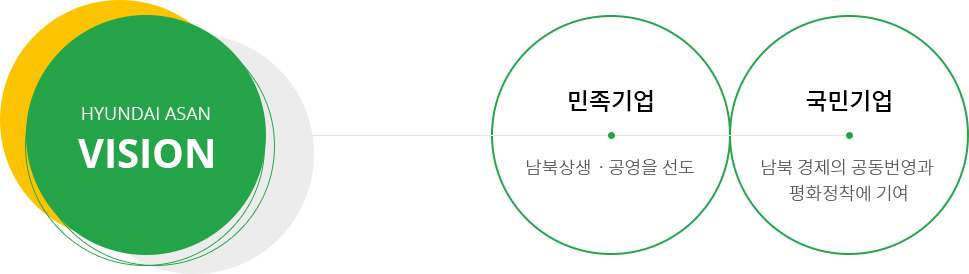 HYUNDAI ASAN
VISION
민족기업
남북상생 · 공영을 선도
국민기업
남북 경제의 공동번영과
평화정착에 기여